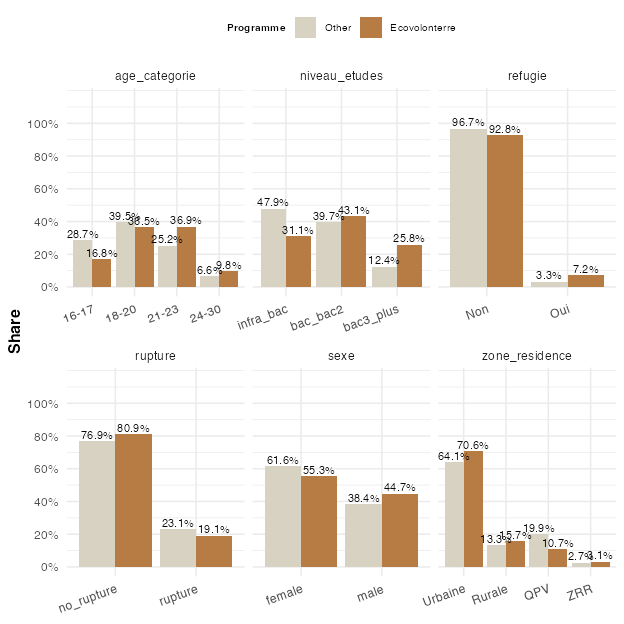 Programme Other Ecovolonterre
age_categorie niveau_etudes refugie
100%
80%
60%
40%
20%
0%
28.7% 16.8% 39.5% 36.5% 25.2% 36.9% 6.6% 9.8%
47.9% 31.1% 39.7% 43.1% 12.4% 25.8%
96.7% 92.8% 3.3% 7.2%
16-17 18-20 21-23 24-30
infra_bac bac_bac2 bac3_plus
Non Oui
Share
rupture sexe zone_residence
100%
80%
60%
40%
20%
0%
76.9% 80.9% 23.1% 19.1%
61.6% 55.3% 38.4% 44.7%
64.1% 70.6% 13.3% 15.7% 19.9% 10.7% 2.7% 3.1%
no_rupture rupture
female male
Urbaine Rurale QPV ZRR